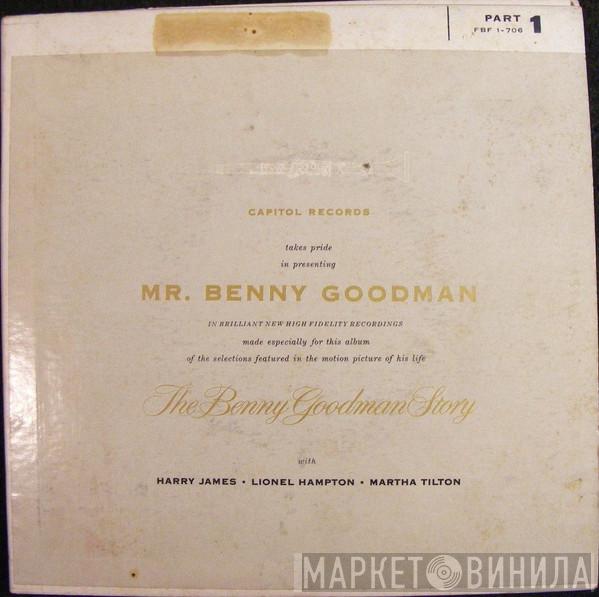 PART 1
FBF 1-706
CAPITOL RECORDS
takes pride
in presenting
MR. BENNY GOODMAN
IN BRILLIANT NEW HIGH FIDELITY RECORDINGS
made especially for this album
of the selections featured in the motion picture of his life
The Benny Goodman Story
with
HARRY JAMES • LIONEL HAMPTON • MARTHA TILTON
МАРКЕТ ВИНИЛА